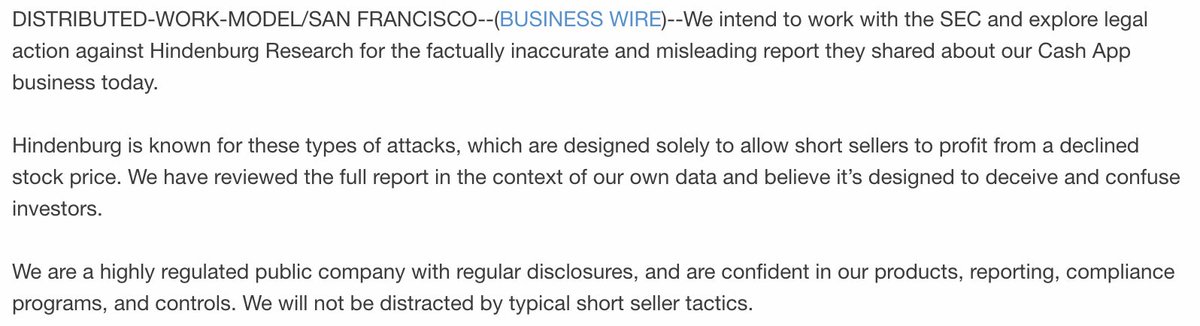 DISTRIBUTED-WORK-MODEL/SAN FRANCISCO--(BUSINESS WIRE)--We intend to work with the SEC and explore legal
action against Hindenburg Research for the factually inaccurate and misleading report they shared about our Cash App
business today.
Hindenburg is known for these types of attacks, which are designed solely to allow short sellers to profit from a declined
stock price. We have reviewed the full report in the context of our own data and believe it’s designed to deceive and confuse
investors.
We are a highly regulated public company with regular disclosures, and are confident in our products, reporting, compliance
programs, and controls. We will not be distracted by typical short seller tactics.